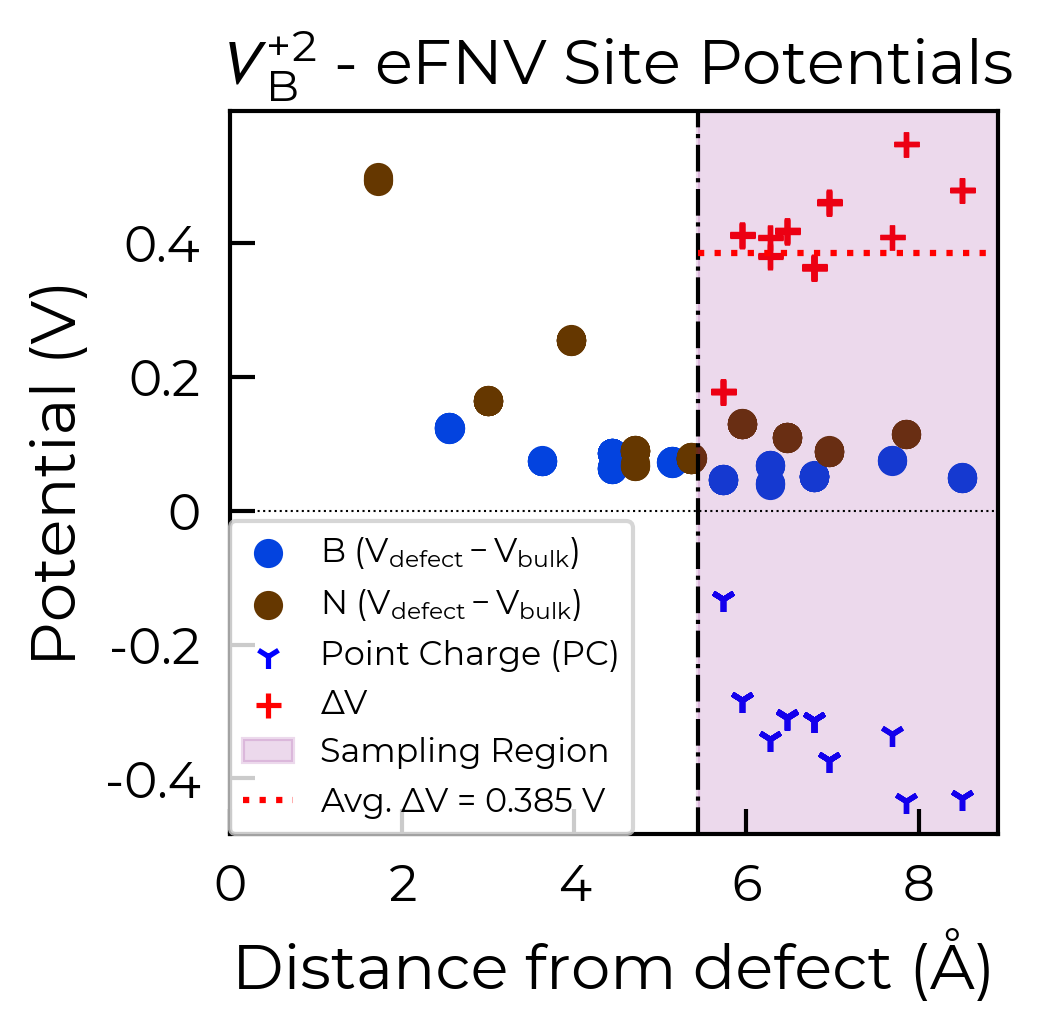 V_B^{+2} - eFNV Site Potentials
Potential (V)
0.4
0.2
0
-0.2
-0.4
B (V_defect − V_bulk)
N (V_defect − V_bulk)
Point Charge (PC)
ΔV
Sampling Region
Avg. ΔV = 0.385 V
0 2 4 6 8
Distance from defect (Å)